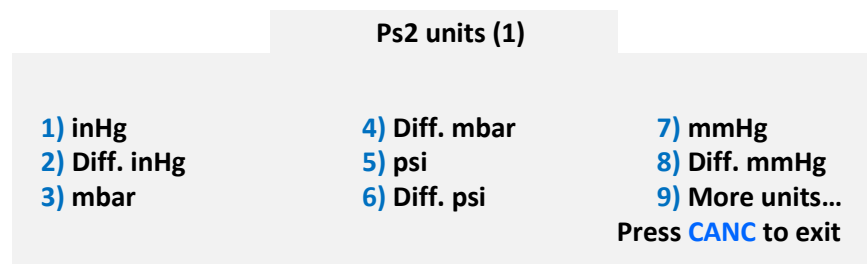 Ps2 units (1)
1) inHg
2) Diff. inHg
3) mbar
4) Diff. mbar
5) psi
6) Diff. psi
7) mmHg
8) Diff. mmHg
9) More units…
Press CANC to exit